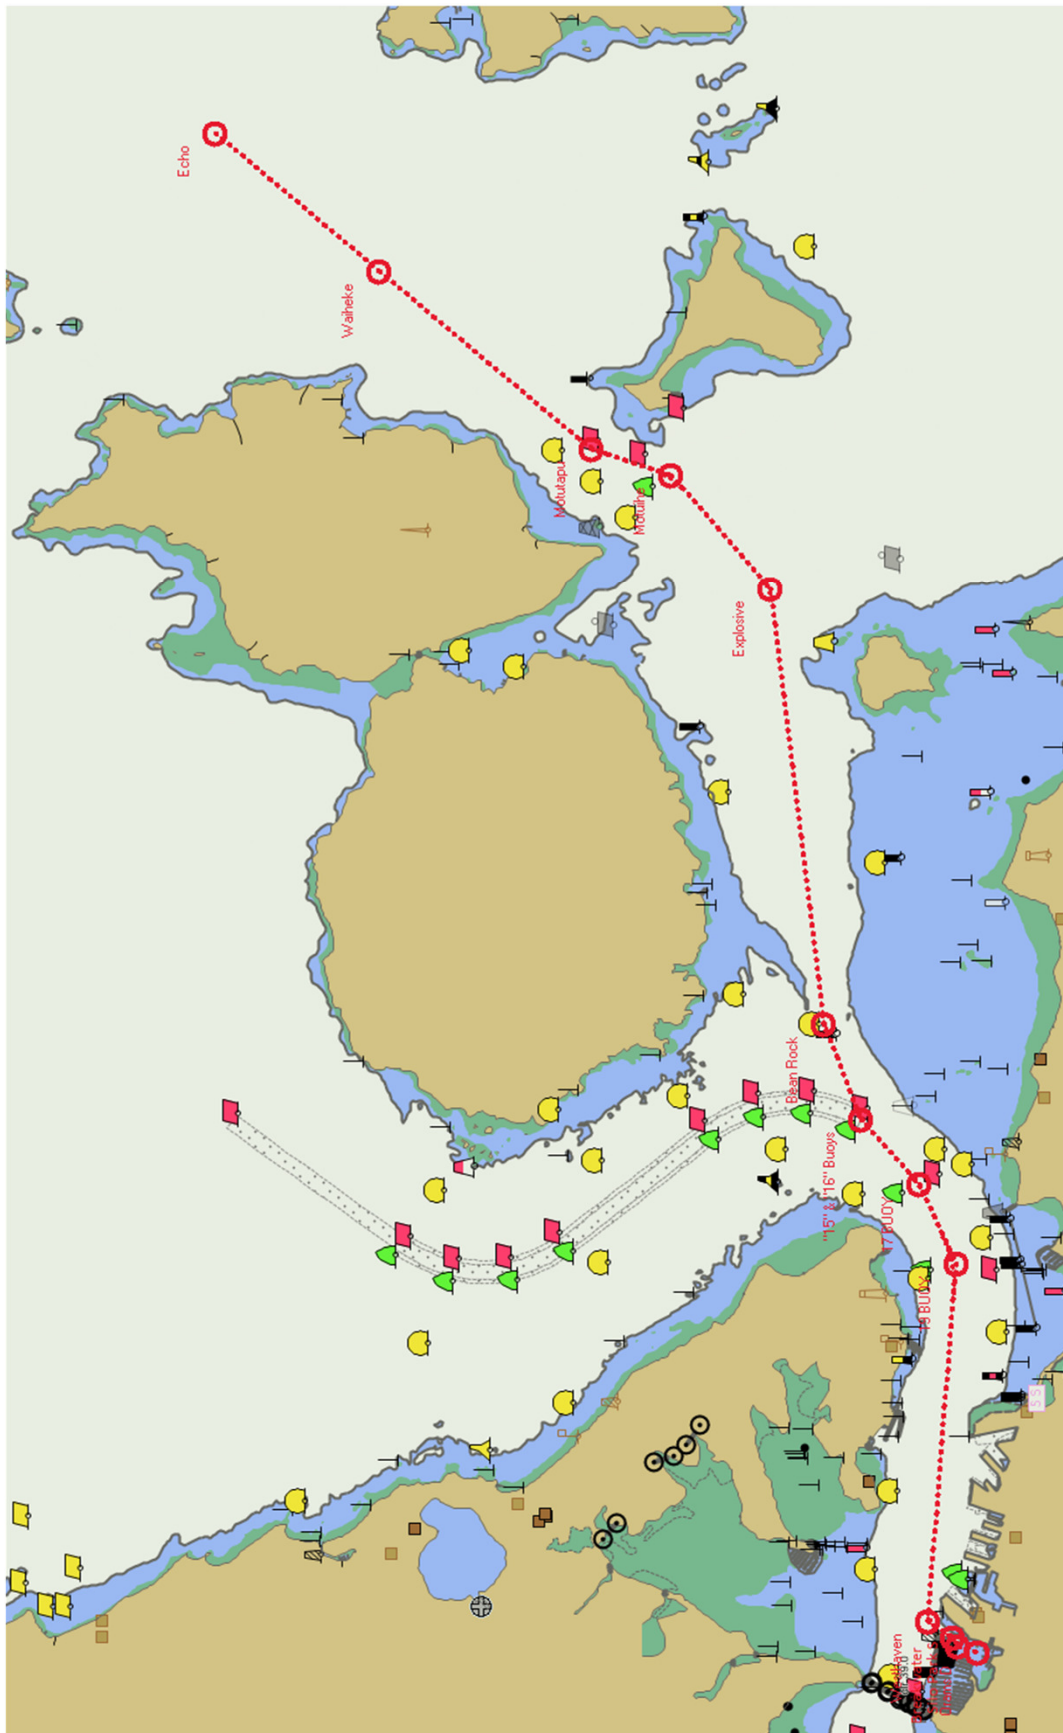 Echo
Waiheke
Motutapu
Motuihe
Explosive
Bean Rock
"15" & "16" Buoys
17 BUOY
19 BUOY
S S